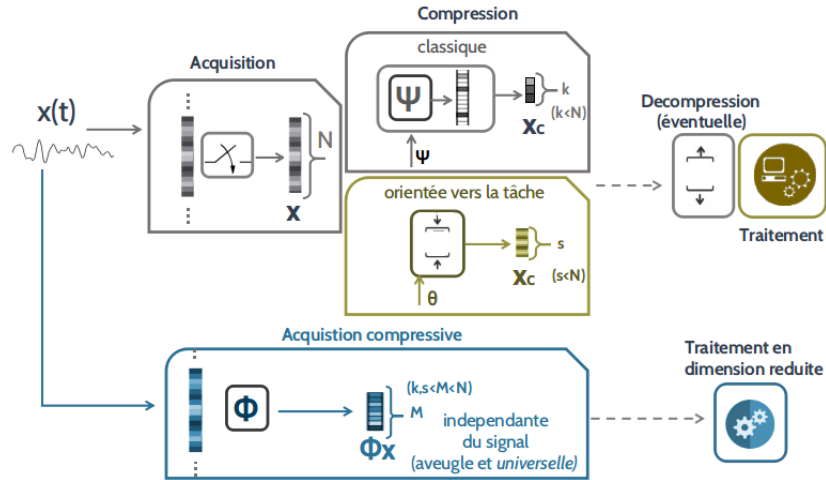 Compression
Acquisition
classique
x(t)
N
x
Ψ
k
(k<N)
xc
Ψ
Decompression
(éventuelle)
Traitement
orientée vers la tâche
s
xc (s<N)
θ
Acquistion compressive
Φ
(k,s<M<N)
M
Φx
independante
du signal
(aveugle et universelle)
Traitement en
dimension reduite